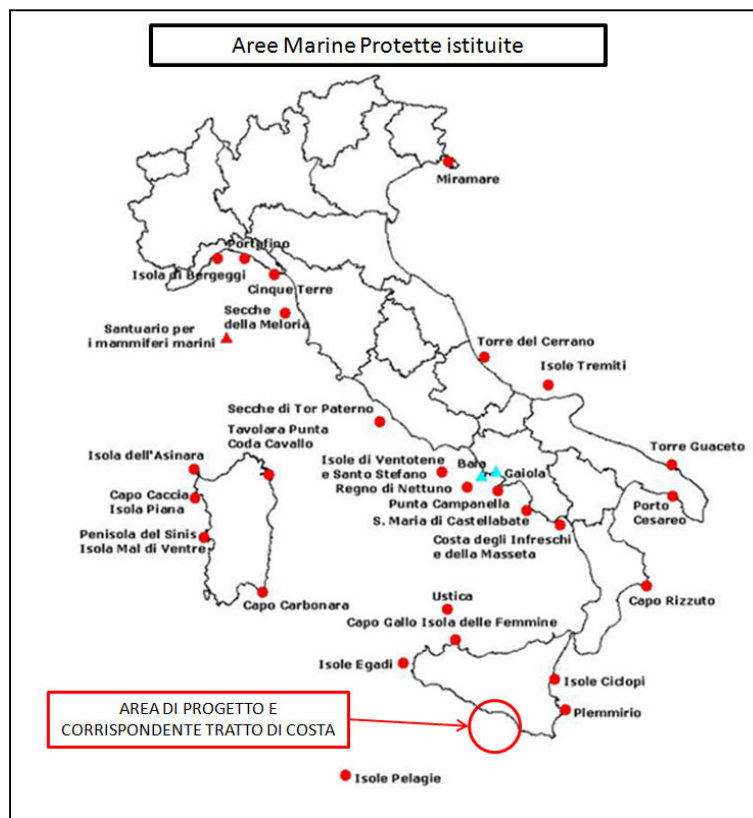 Aree Marine Protette istituite
Miramare
Portofino
Isola di Bergeggi
Cinque Terre
Secche
della Meloria
Santuario per
i mammiferi marini
Torre del Cerrano
Isole Tremiti
Secche di Tor Paterno
Tavolara Punta
Coda Cavallo
Isola dell'Asinara
Isole di Ventotene
e Santo Stefano
Baia
Gaiola
Torre Guaceto
Regno di Nettuno
Capo Caccia
Isola Piana
Punta Campanella
Porto
Cesareo
S. Maria di Castellabate
Penisola del Sinis
Isola Mal di Ventre
Costa degli Infreschi
e della Masseta
Capo Carbonara
Ustica
Capo Rizzuto
Capo Gallo Isola delle Femmine
Isole Egadi
Isole Ciclopi
AREA DI PROGETTO E
CORRISPONDENTE TRATTO DI COSTA
Plemmirio
Isole Pelagie